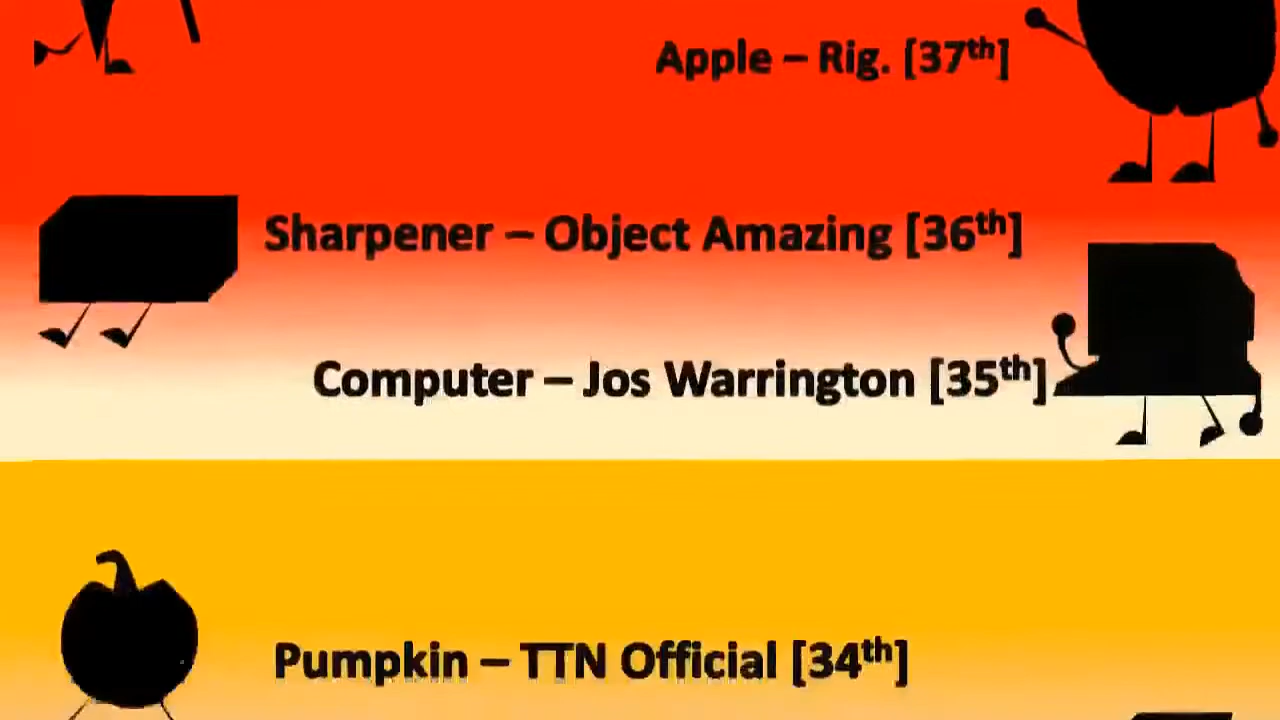 Apple – Rig. [37th]
Sharpener – Object Amazing [36th]
Computer – Jos Warrington [35th]
Pumpkin – TTN Official [34th]